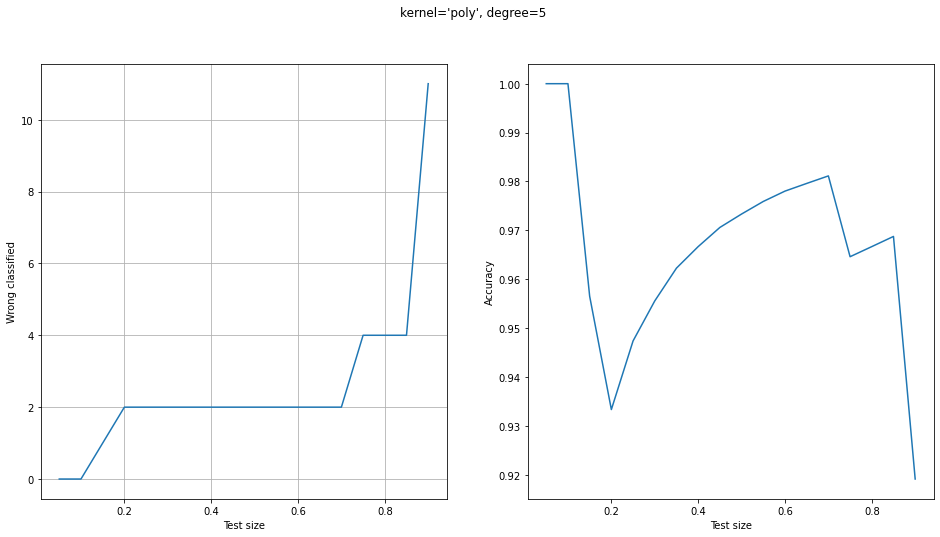 kernel='poly', degree=5
Wrong classified
10
8
6
4
2
0
0.2 0.4 0.6 0.8
Test size
Accuracy
1.00
0.99
0.98
0.97
0.96
0.95
0.94
0.93
0.92
0.2 0.4 0.6 0.8
Test size